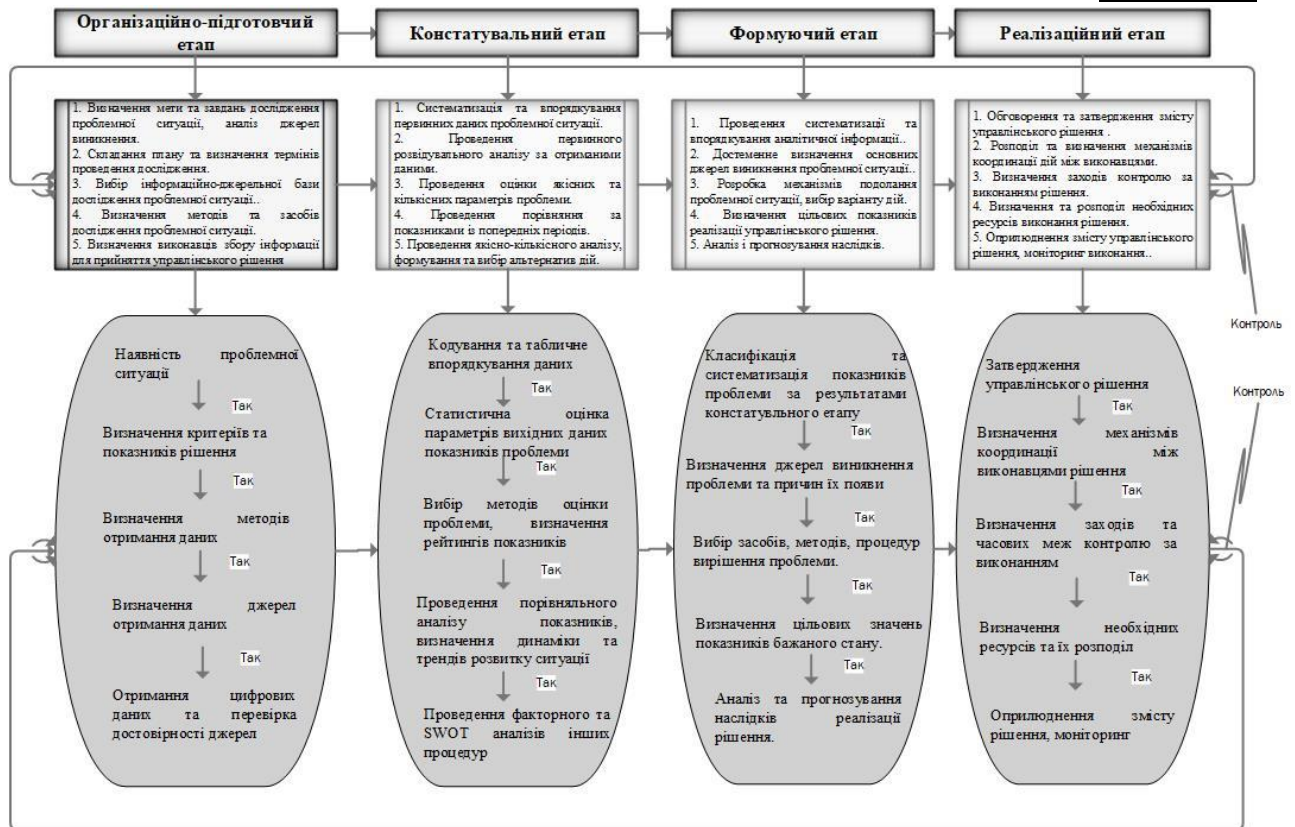 Організаційно-підготовчий
етап
Констатувальний етап
Формуючий етап
Реалізаційний етап
1. Визначення мети та завдань дослідження
проблемної ситуації, аналіз джерел
виникнення.
2. Складання плану та визначення термінів
проведення дослідження.
3. Вибір інформаційно-джерельної бази
дослідження проблемної ситуації..
4. Визначення методів та засобів
дослідження проблемної ситуації.
5. Визначення виконавців збору інформації
для прийняття управлінського рішення
1. Систематизація та впорядкування
первинних даних проблемної ситуації.
2. Проведення первинного
розвідувального аналізу за отриманими
даними.
3. Проведення оцінки якісних та
кількісних параметрів проблеми.
4. Проведення порівняння за
показниками із попередніх періодів.
5. Проведення якісно-кількісного аналізу,
формування та вибір альтернатив дій.
1. Проведення систематизації та
впорядкування аналітичної інформації..
2. Достеменне визначення основних
джерел виникнення проблемної ситуації..
3. Розробка механізмів подолання
проблемної ситуації, вибір варіанту дій.
4. Визначення цільових показників
реалізації управлінського рішення.
5. Аналіз і прогнозування наслідків.
1. Обговорення та затвердження змісту
управлінського рішення .
2. Розподіл та визначення механізмів
координації дій між виконавцями.
3. Визначення заходів контролю за
виконанням рішення.
4. Визначення та розподіл необхідних
ресурсів виконання рішення.
5. Оприлюднення змісту управлінського
рішення, моніторинг виконання..
Контроль
Наявність проблемної
ситуації
Так
Визначення критеріїв та
показників рішення
Так
Визначення методів
отримання даних
Так
Визначення джерел
отримання даних
Так
Отримання цифрових
даних та перевірка
достовірності джерел
Кодування та табличне
впорядкування даних
Так
Статистична оцінка
параметрів вихідних даних
показників проблеми
Так
Вибір методів оцінки
проблеми, визначення
рейтингів показників
Так
Проведення порівняльного
аналізу показників,
визначення динаміки та
трендів розвитку ситуації
Так
Проведення факторного та
SWOT аналізів інших
процедур
Класифікація та
систематизація показників
проблеми за результатами
констатувльного етапу
Так
Визначення джерел виникнення
проблеми та причин їх появи
Так
Вибір засобів, методів, процедур
вирішення проблеми.
Так
Визначення цільових значень
показників бажаного стану.
Так
Аналіз та прогнозування
наслідків реалізації
рішення.
Затвердження
управлінського рішення
Так
Визначення механізмів
координації між
виконавцями рішення
Так
Визначення заходів та
часових меж контролю за
виконанням
Так
Визначення необхідних
ресурсів та їх розподіл
Так
Оприлюднення змісту
рішення, моніторинг
Контроль